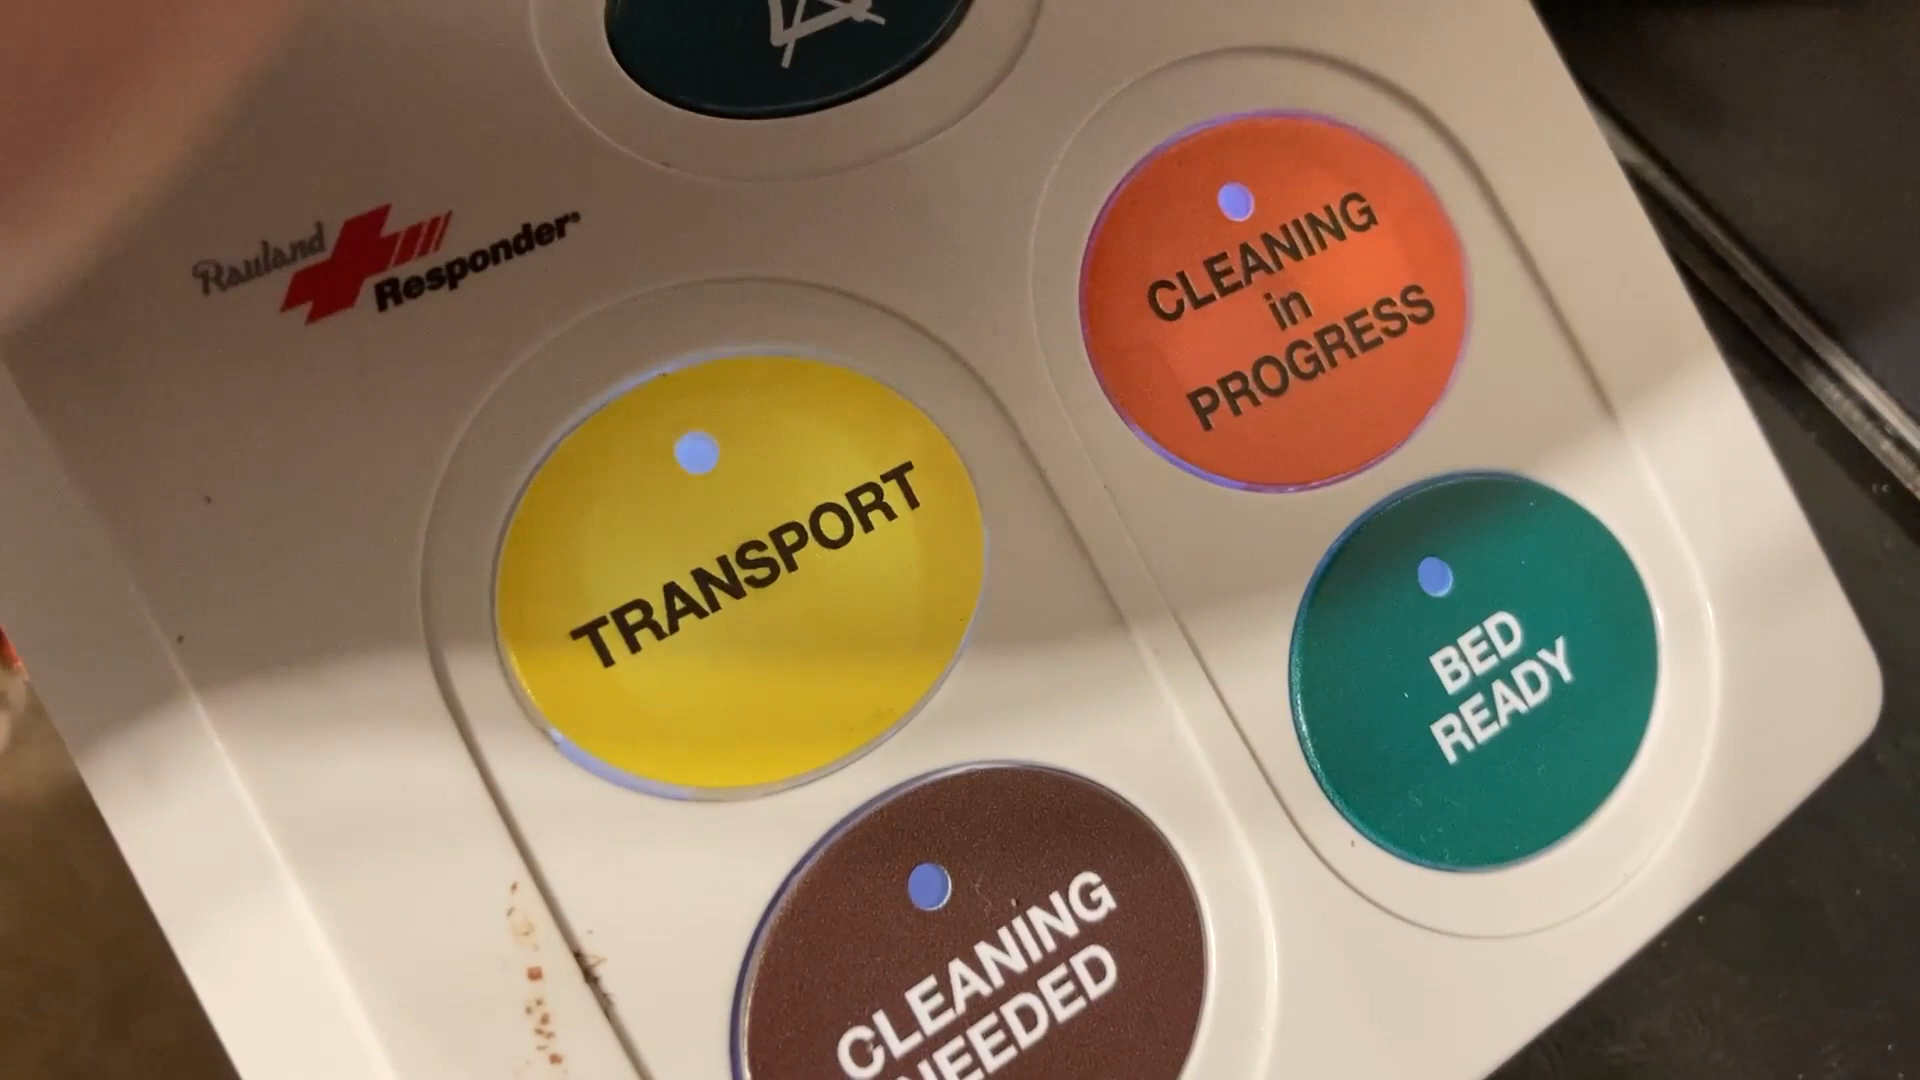 Rauland
Responder
TRANSPORT
CLEANING
in
PROGRESS
BED
READY
CLEANING
NEEDED